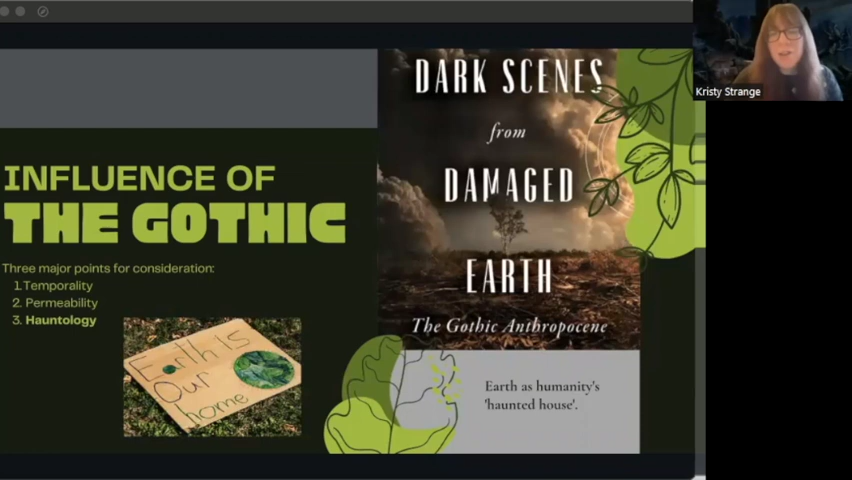 INFLUENCE OF
THE GOTHIC
Three major points for consideration:
1. Temporality
2. Permeability
3. Hauntology
Earth is
Our
home
DARK SCENES
from
DAMAGED
EARTH
The Gothic Anthropocene
Earth as humanity's
'haunted house'.
Kristy Strange